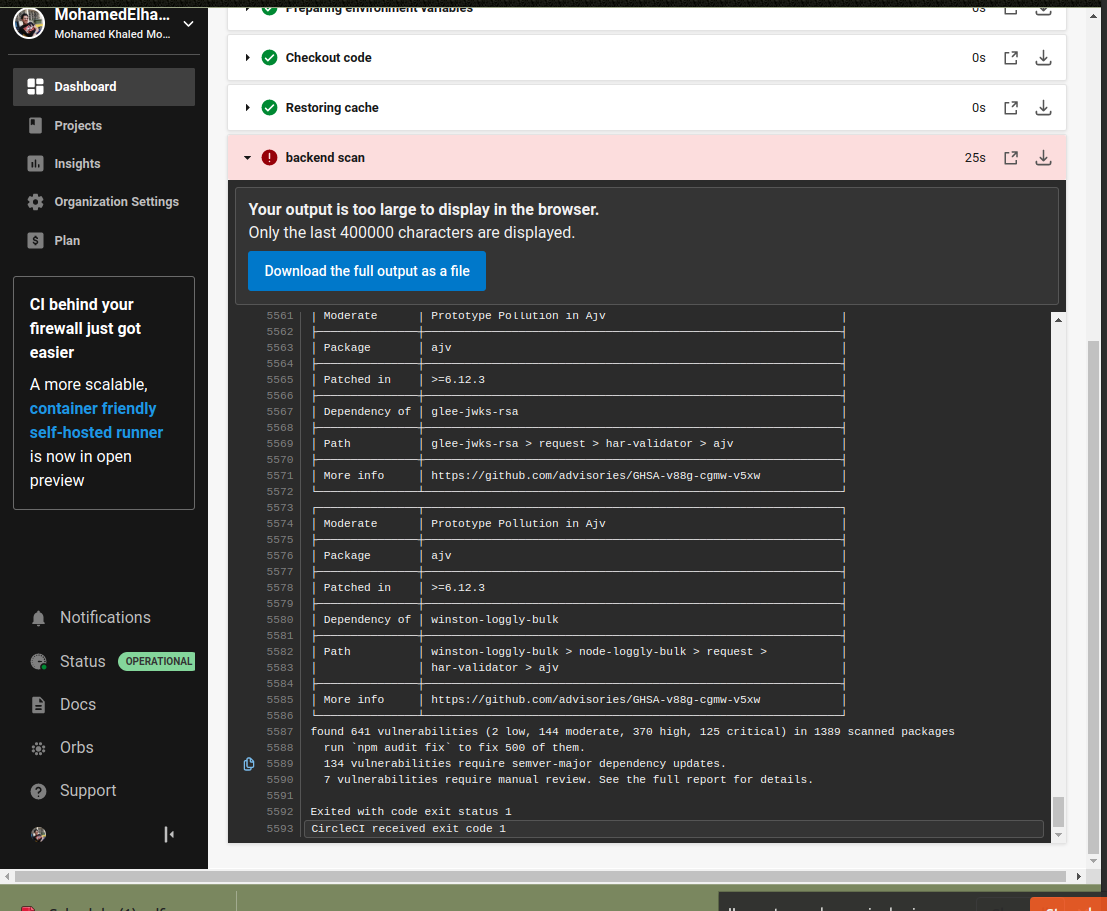 MohamedElha...
Mohamed Khaled Mo...
Dashboard
Projects
Insights
Organization Settings
Plan
CI behind your
firewall just got
easier
A more scalable,
container friendly
self-hosted runner
is now in open
preview
Notifications
Status OPERATIONAL
Docs
Orbs
Support
Preparing environment variables 0s
Checkout code 0s
Restoring cache 0s
backend scan 25s
Your output is too large to display in the browser.
Only the last 400000 characters are displayed.
Download the full output as a file
5561 Moderate Prototype Pollution in Ajv
5562
5563 Package ajv
5564
5565 Patched in >=6.12.3
5566
5567 Dependency of glee-jwks-rsa
5568
5569 Path glee-jwks-rsa > request > har-validator > ajv
5570
5571 More info https://github.com/advisories/GHSA-v88g-cgmw-v5xw
5572
5573
5574 Moderate Prototype Pollution in Ajv
5575
5576 Package ajv
5577
5578 Patched in >=6.12.3
5579
5580 Dependency of winston-loggly-bulk
5581
5582 Path winston-loggly-bulk > node-loggly-bulk > request >
5583 har-validator > ajv
5584
5585 More info https://github.com/advisories/GHSA-v88g-cgmw-v5xw
5586
5587 found 641 vulnerabilities (2 low, 144 moderate, 370 high, 125 critical) in 1389 scanned packages
5588 run `npm audit fix` to fix 500 of them.
5589 134 vulnerabilities require semver-major dependency updates.
5590 7 vulnerabilities require manual review. See the full report for details.
5591
5592 Exited with code exit status 1
5593 CircleCI received exit code 1